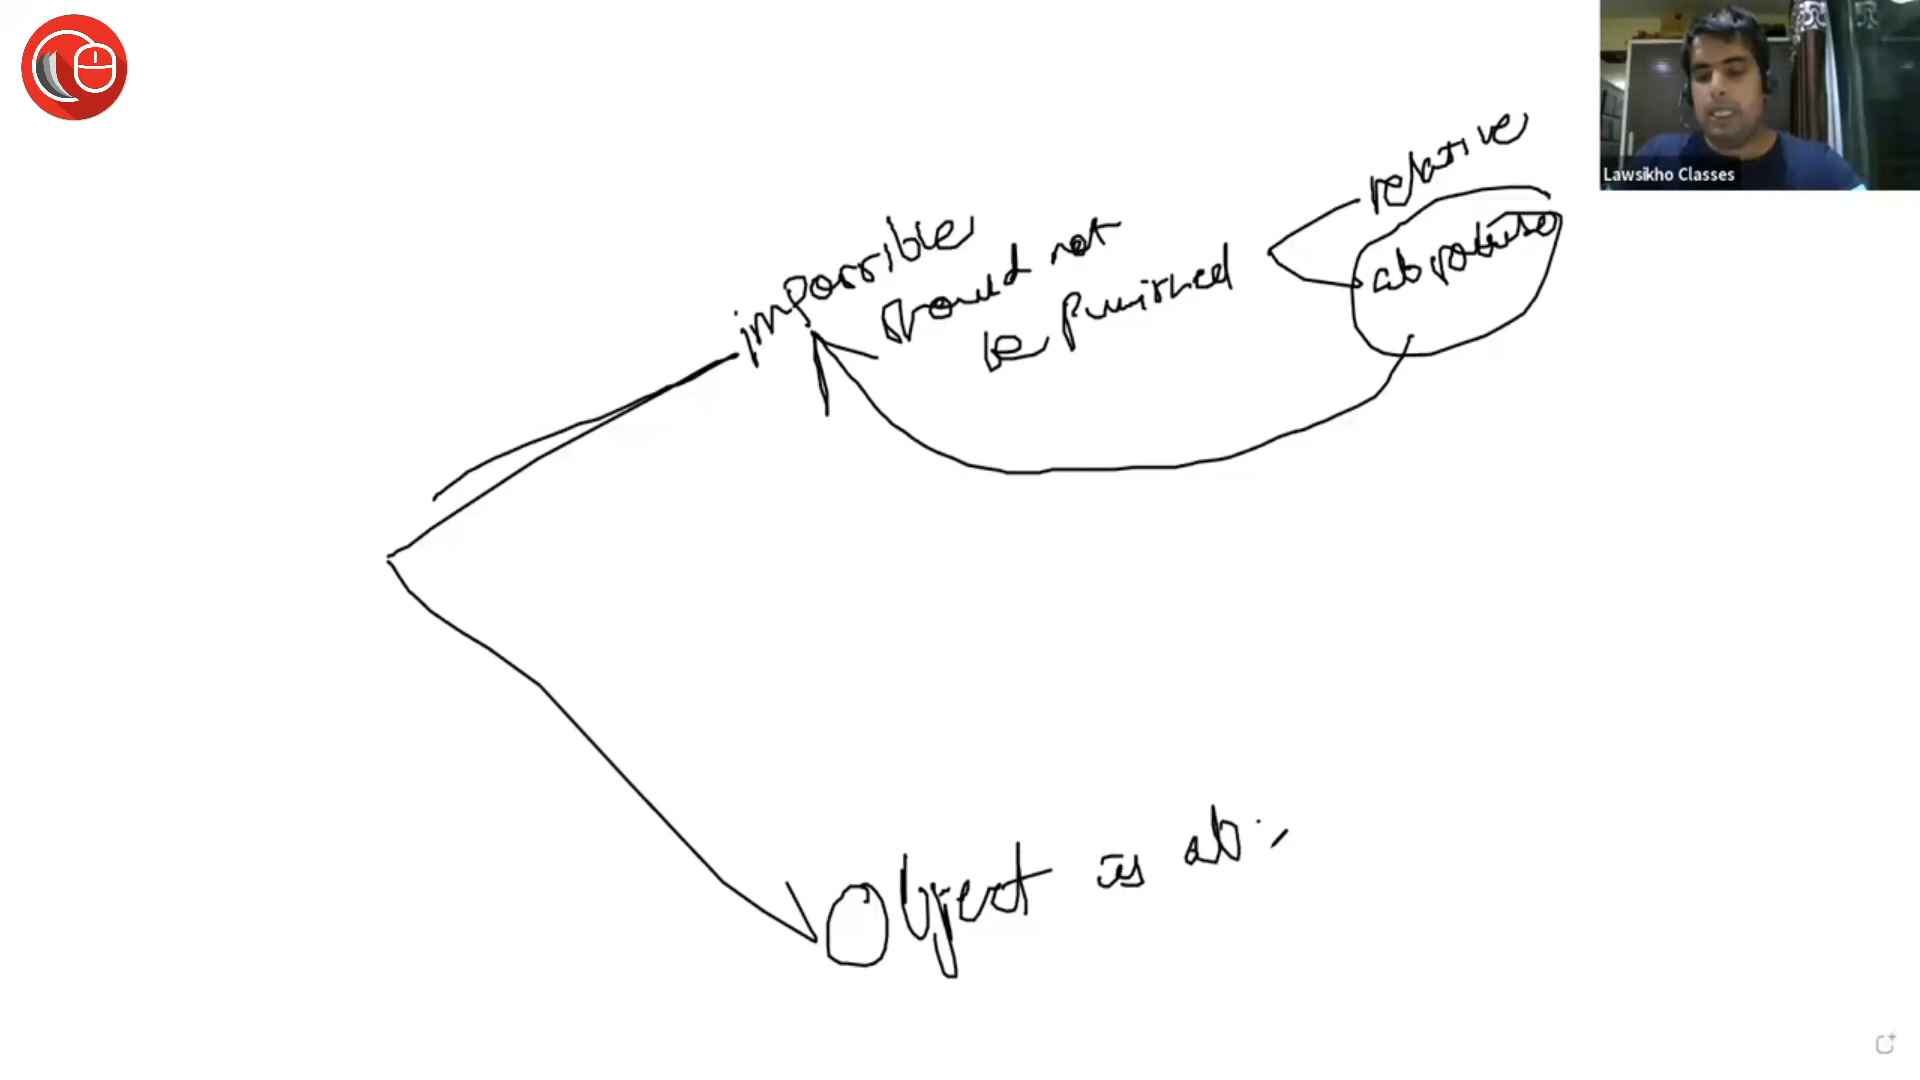 Lawsikho Classes
relative
absolute
impossible
should not
be punished
Object is ab